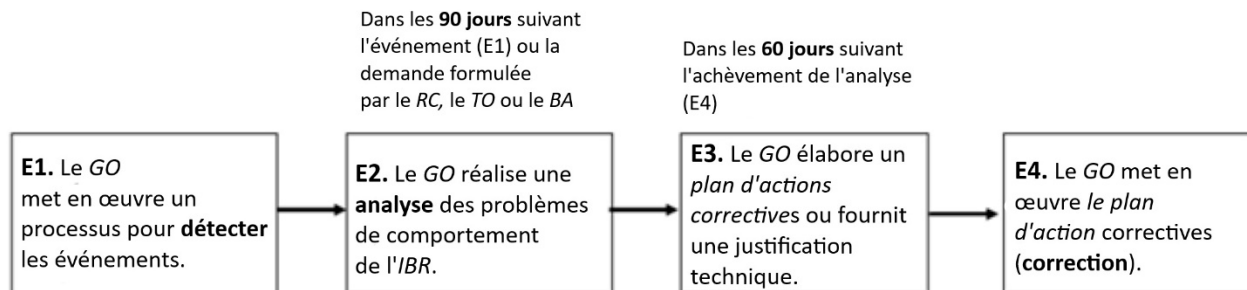 Dans les 90 jours suivant
l'événement (E1) ou la
demande formulée
par le RC, le TO ou le BA
Dans les 60 jours suivant
l'achèvement de l'analyse
(E4)
E1. Le GO
met en œuvre un
processus pour détecter
les événements.
E2. Le GO réalise une
analyse des problèmes
de comportement
de l'IBR.
E3. Le GO élabore un
plan d'actions
correctives ou fournit
une justification
technique.
E4. Le GO met en
œuvre le plan
d'action correctives
(correction).